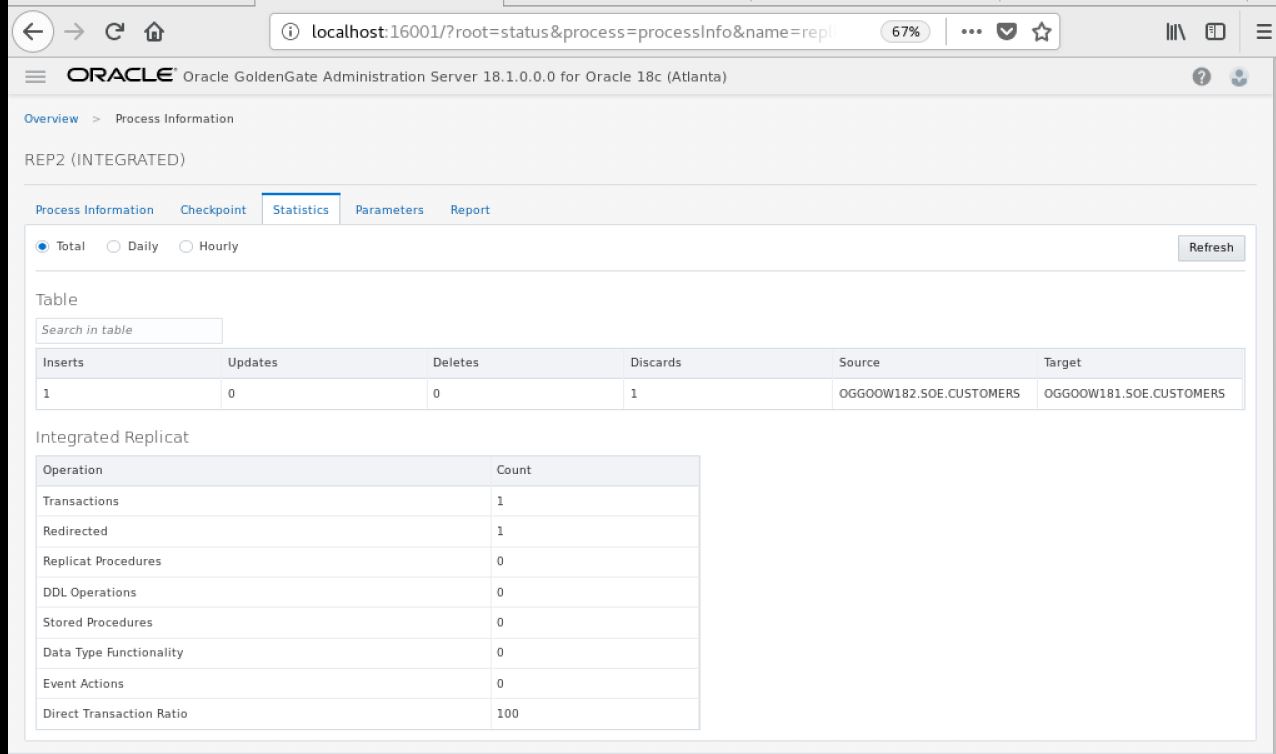 localhost:16001/?root=status&process=processInfo&name=repl 67%
ORACLE Oracle GoldenGate Administration Server 18.1.0.0.0 for Oracle 18c (Atlanta)
Overview > Process Information
REP2 (INTEGRATED)
Process Information Checkpoint Statistics Parameters Report
Total Daily Hourly Refresh
Table
Search in table
Inserts Updates Deletes Discards Source Target
1 0 0 1 OGGOOW182.SOE.CUSTOMERS OGGOOW181.SOE.CUSTOMERS
Integrated Replicat
Operation Count
Transactions 1
Redirected 1
Replicat Procedures 0
DDL Operations 0
Stored Procedures 0
Data Type Functionality 0
Event Actions 0
Direct Transaction Ratio 100